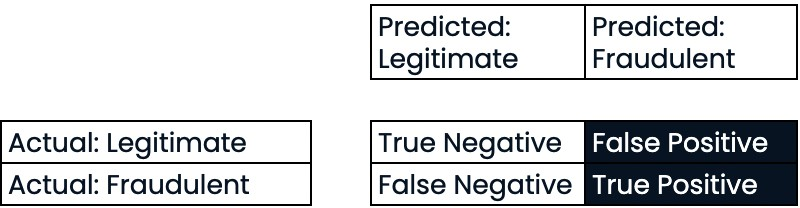 Predicted: Predicted:
Legitimate Fraudulent
Actual: Legitimate True Negative False Positive
Actual: Fraudulent False Negative True Positive